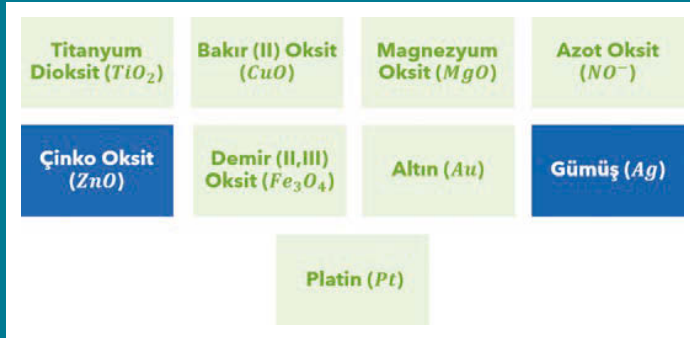 Titanyum
Dioksit (TiO₂)
Bakır (II) Oksit
(CuO)
Magnezyum
Oksit (MgO)
Azot Oksit
(NO⁻)
Çinko Oksit
(ZnO)
Demir (II,III)
Oksit (Fe₃O₄)
Altın (Au)
Gümüş (Ag)
Platin (Pt)